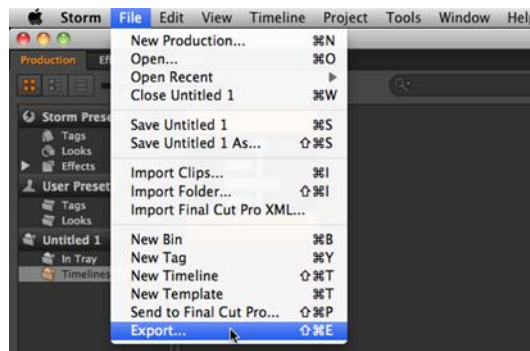 Storm File Edit View Timeline Project Tools Window Help
Production
New Production... ⌘N
Open... ⌘O
Open Recent ▶
Close Untitled 1 ⌘W
Save Untitled 1 ⌘S
Save Untitled 1 As... ⇧⌘S
Import Clips... ⌘I
Import Folder... ⇧⌘I
Import Final Cut Pro XML...
New Bin ⌘B
New Tag ⌘Y
New Timeline ⇧⌘T
New Template ⌘T
Send to Final Cut Pro... ⇧⌘P
Export... ⇧⌘E
Storm Prese
Tags
Looks
Effects
User Preset
Tags
Looks
Untitled 1
In Tray
Timelines